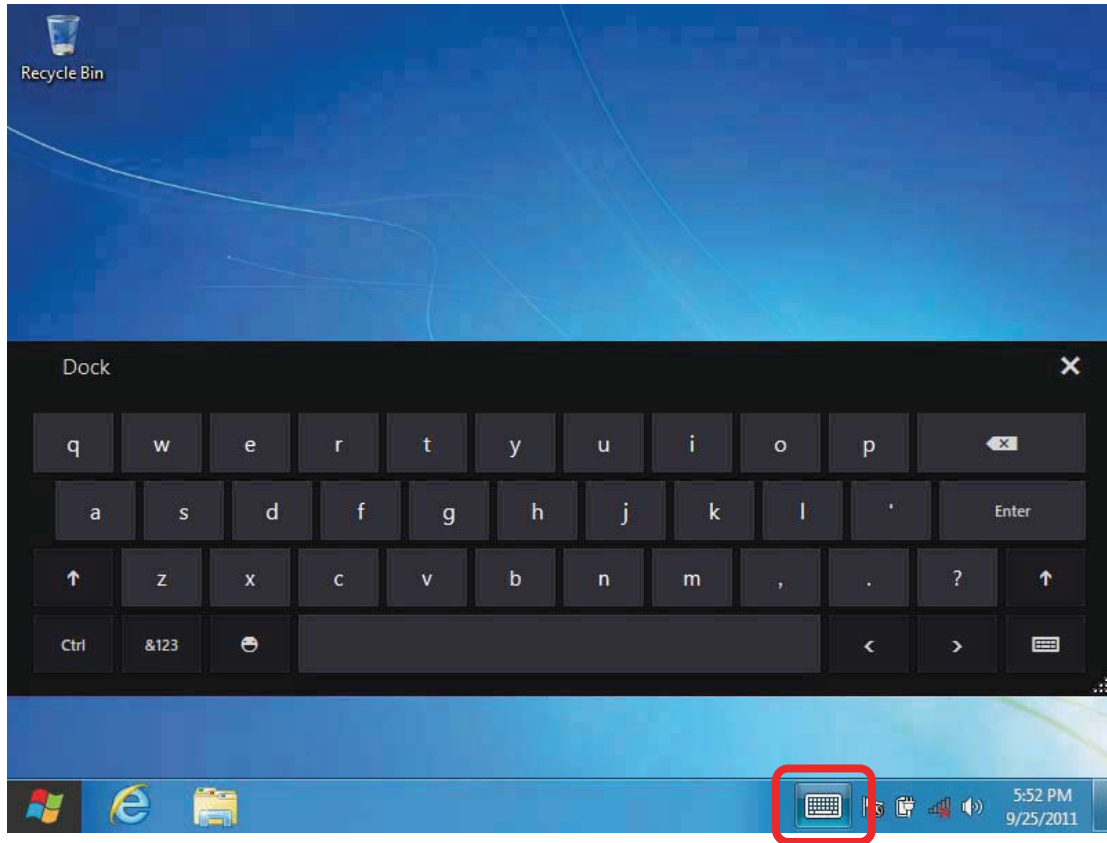 Recycle Bin
Dock
q w e r t y u i o p
a s d f g h j k l ' Enter
z x c v b n m , . ?
Ctrl &123 < >
5:52 PM
9/25/2011